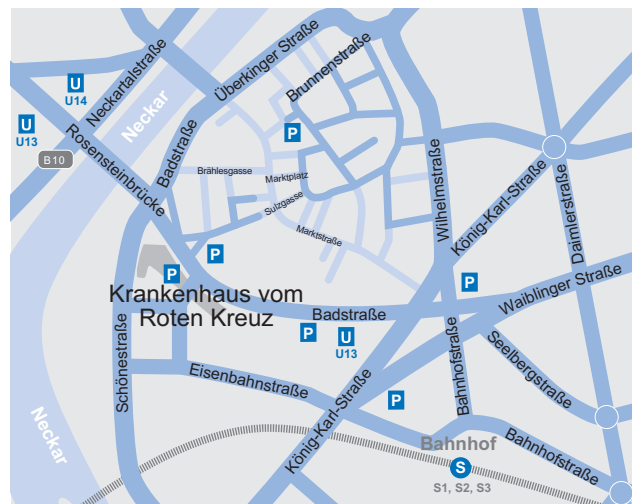 Überkinger Straße
Brunnenstraße
Neckartalstraße
Neckar
U
U14
U
U13
B10
Rosensteinbrücke
Badstraße
P
Brählesgasse
Marktplatz
Sulzgasse
Marktstraße
Wilhelmstraße
König-Karl-Straße
Daimlerstraße
P
P
P
Krankenhaus vom
Roten Kreuz
Badstraße
Waiblinger Straße
P
U
U13
Schönestraße
Eisenbahnstraße
Bahnhofstraße
Seelbergstraße
P
Neckar
König-Karl-Straße
Bahnhof
S
S1, S2, S3
Bahnhofstraße